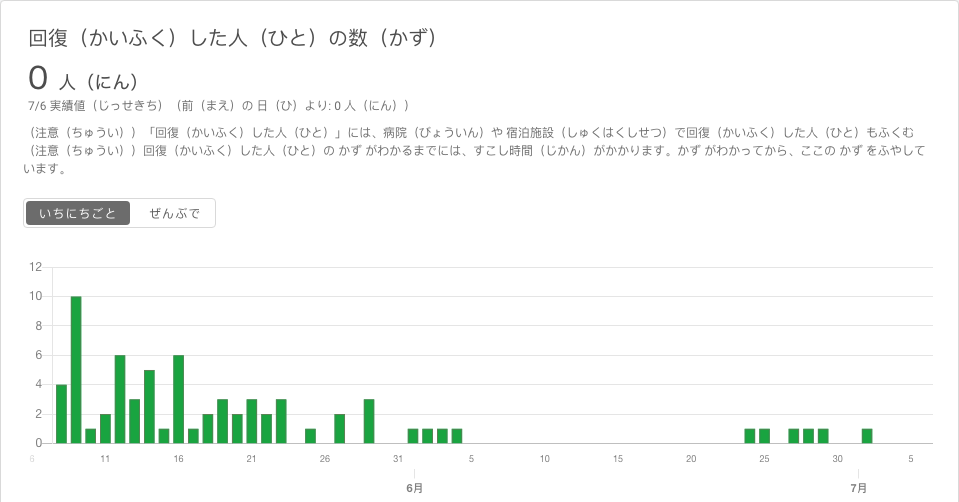 回復（かいふく）した人（ひと）の数（かず）
0 人（にん）
7/6 実績値（じっせきち）（前（まえ）の 日（ひ）より: 0 人（にん））
（注意（ちゅうい））「回復（かいふく）した人（ひと）」には、病院（びょういん）や 宿泊施設（しゅくはくしせつ）で回復（かいふく）した人（ひと）もふくむ
（注意（ちゅうい））回復（かいふく）した人（ひと）の かず がわかるまでには、すこし時間（じかん）がかかります。かず がわかってから、ここの かず をふやして
います。
いちにちごと ぜんぶで
12
10
8
6
4
2
0
6 11 16 21 26 31 5 10 15 20 25 30 5
6月 7月